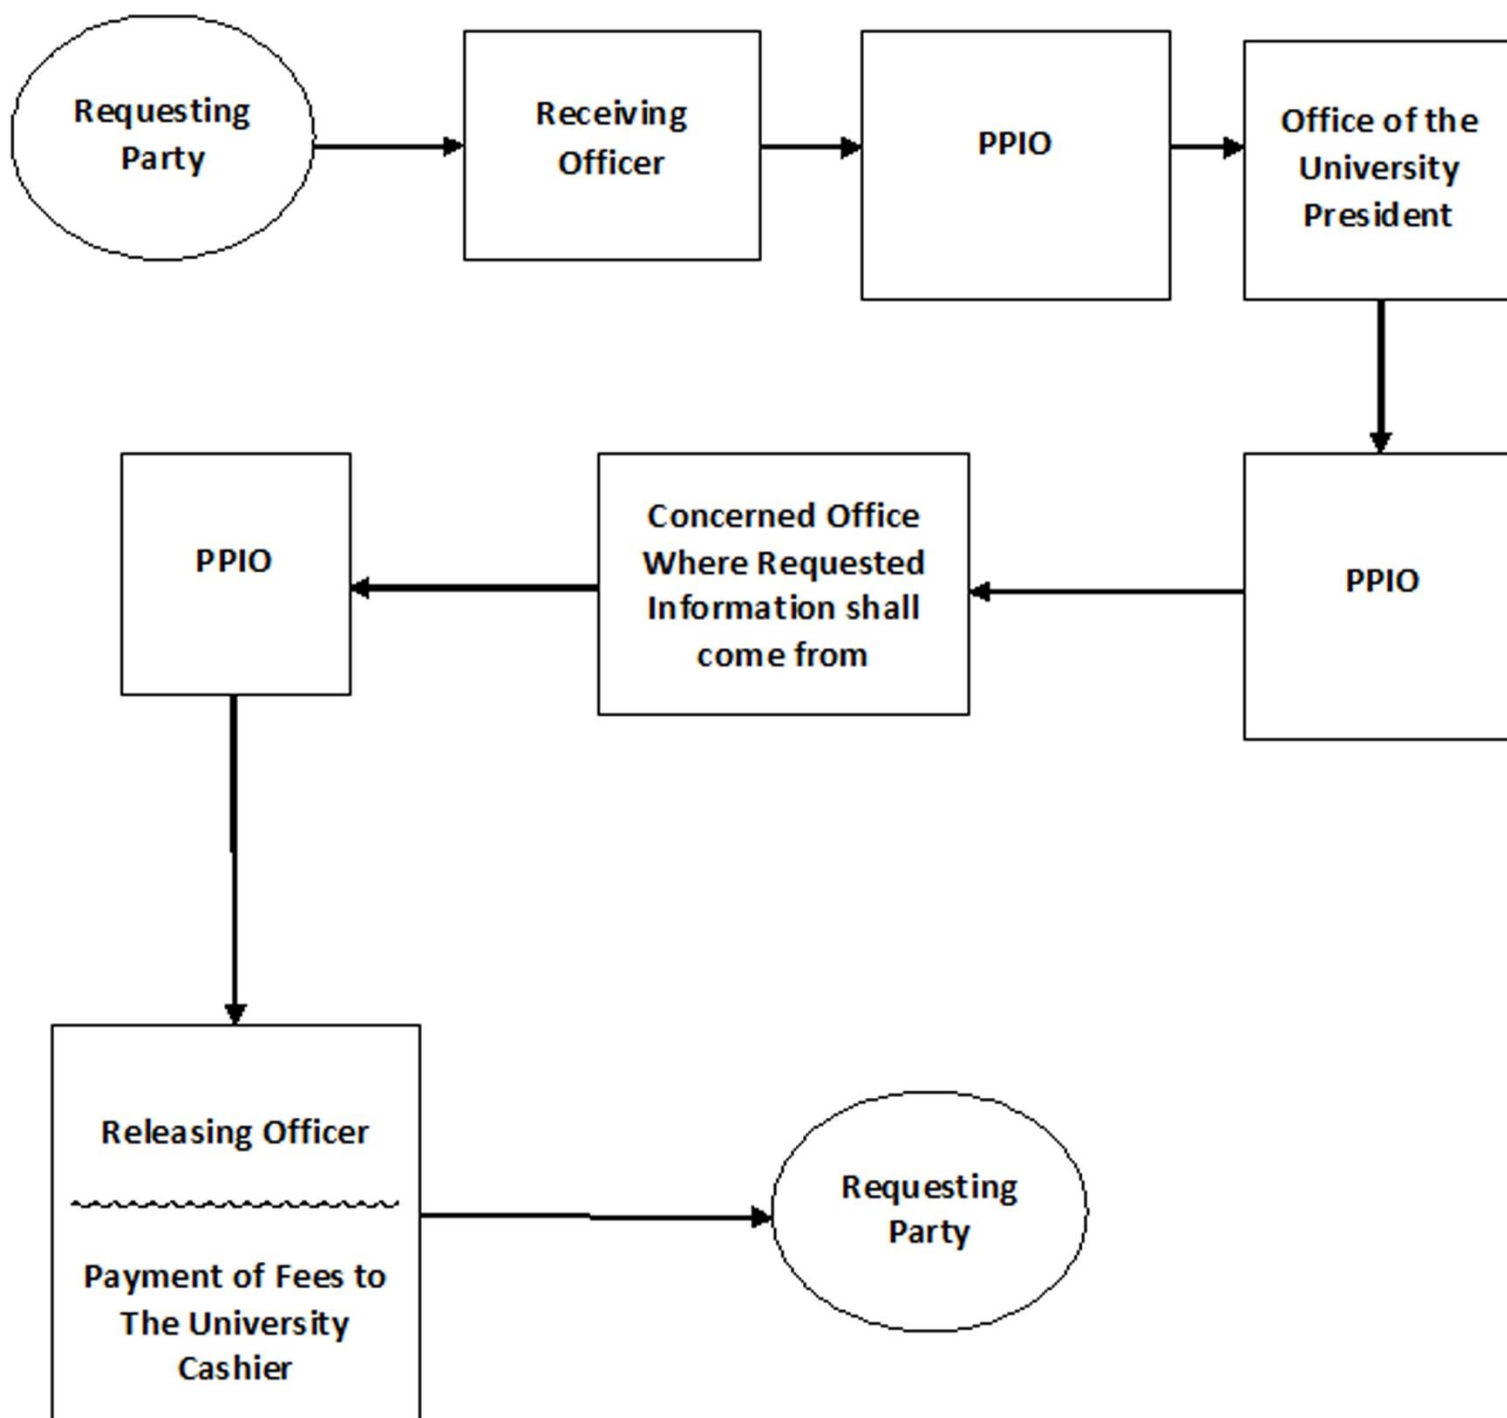 Requesting
Party
Receiving
Officer
PPIO
Office of the
University
President
PPIO
Concerned Office
Where Requested
Information shall
come from
PPIO
Releasing Officer
Payment of Fees to
The University
Cashier
Requesting
Party